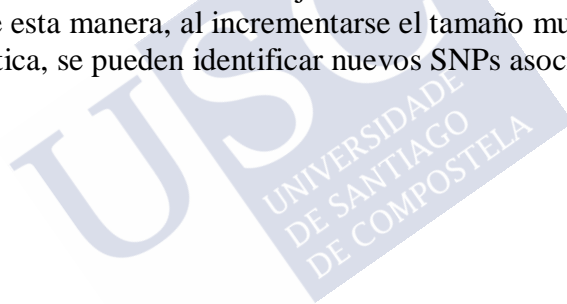 e esta manera, al incrementarse el tamaño mu
tica, se pueden identificar nuevos SNPs asoc
USC
UNIVERSIDADE
DE SANTIAGO
DE COMPOSTELA